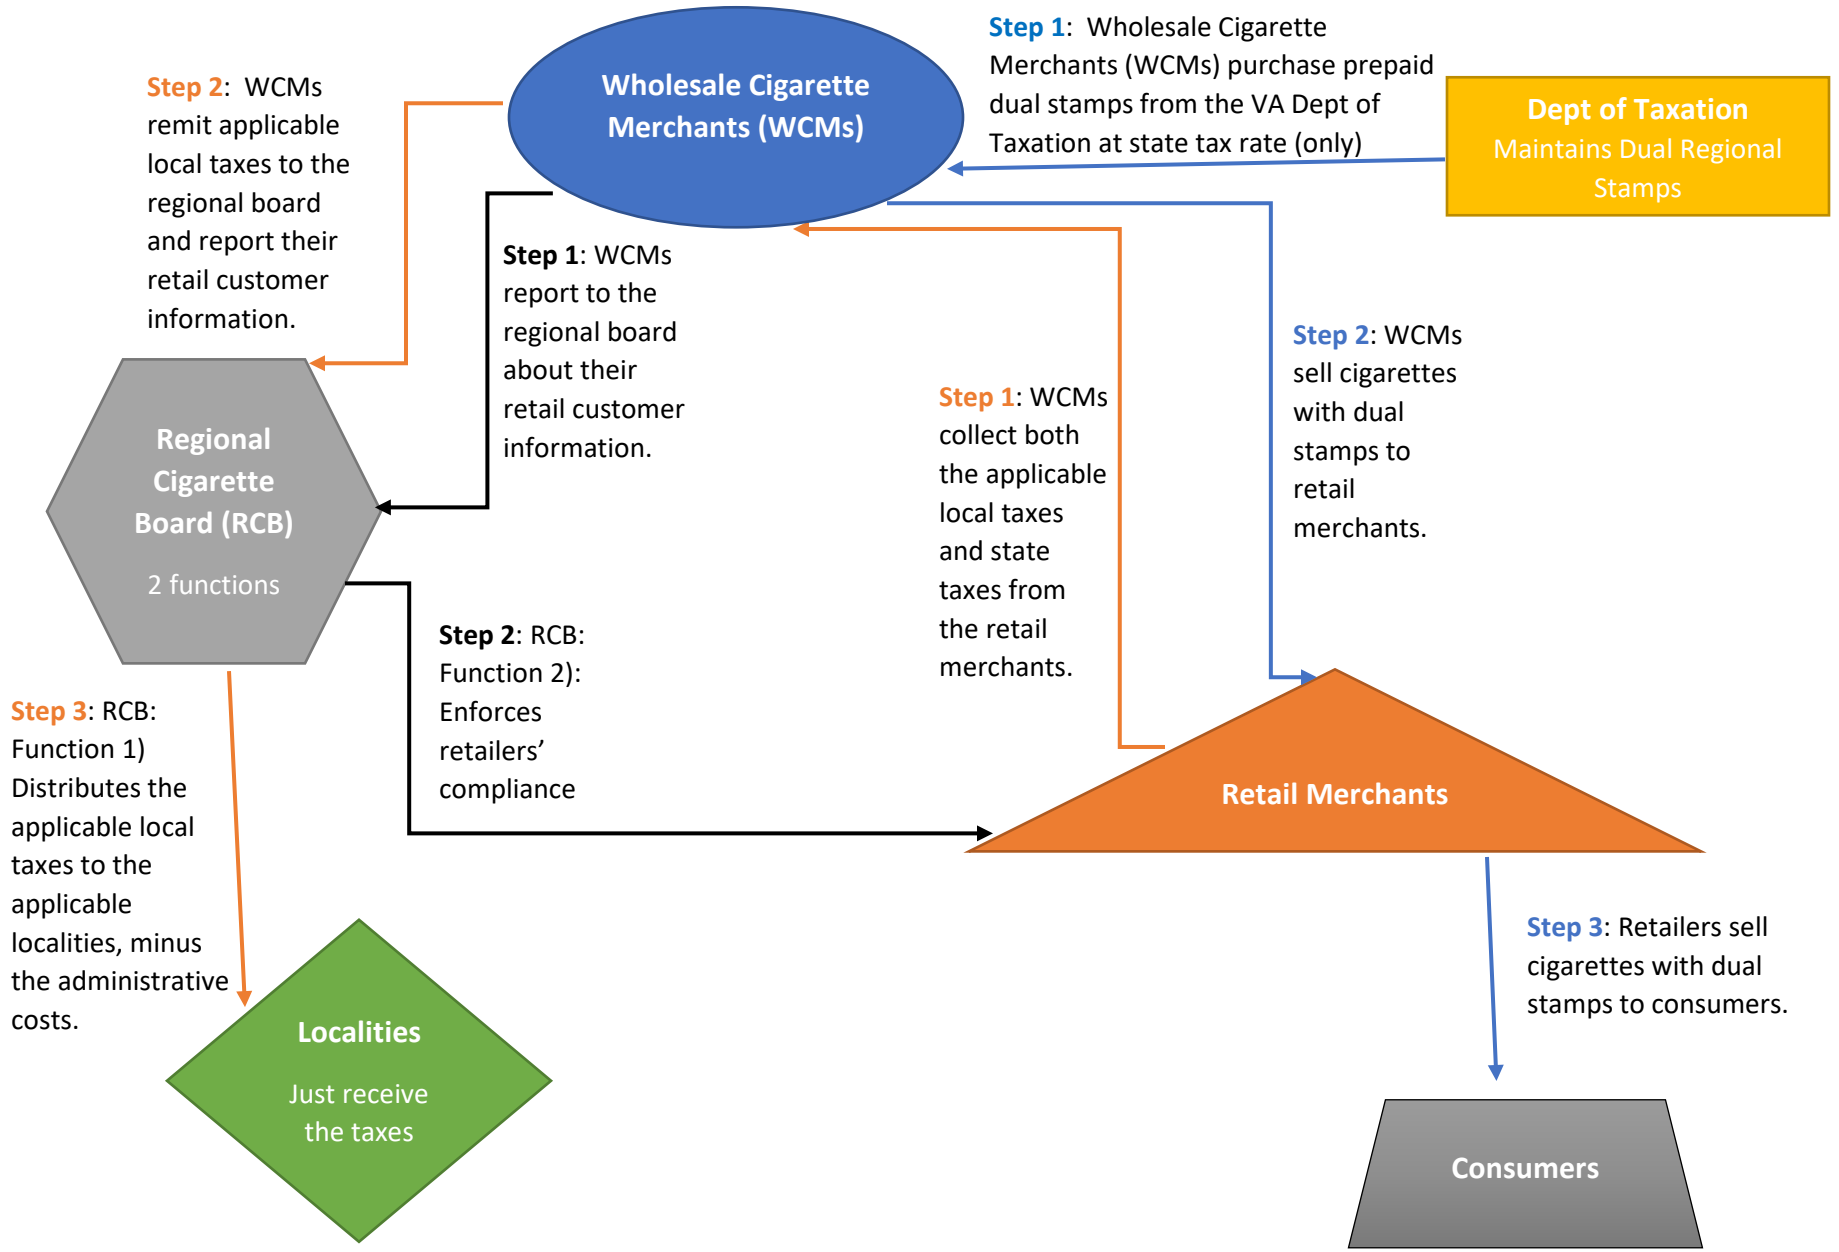 Step 1:  Wholesale Cigarette
Merchants (WCMs) purchase prepaid
dual stamps from the VA Dept of
Taxation at state tax rate (only)
Wholesale Cigarette
Merchants (WCMs)
Dept of Taxation
Maintains Dual Regional
Stamps
Step 2:  WCMs
remit applicable
local taxes to the
regional board
and report their
retail customer
information.
Step 1: WCMs
report to the
regional board
about their
retail customer
information.
Step 2: WCMs
sell cigarettes
with dual
stamps to
retail
merchants.
Step 1: WCMs
collect both
the applicable
local taxes
and state
taxes from
the retail
merchants.
Regional
Cigarette
Board (RCB)
2 functions
Step 2: RCB:
Function 2):
Enforces
retailers’
compliance
Step 3: RCB:
Function 1)
Distributes the
applicable local
taxes to the
applicable
localities, minus
the administrative
costs.
Retail Merchants
Step 3: Retailers sell
cigarettes with dual
stamps to consumers.
Localities
Just receive
the taxes
Consumers